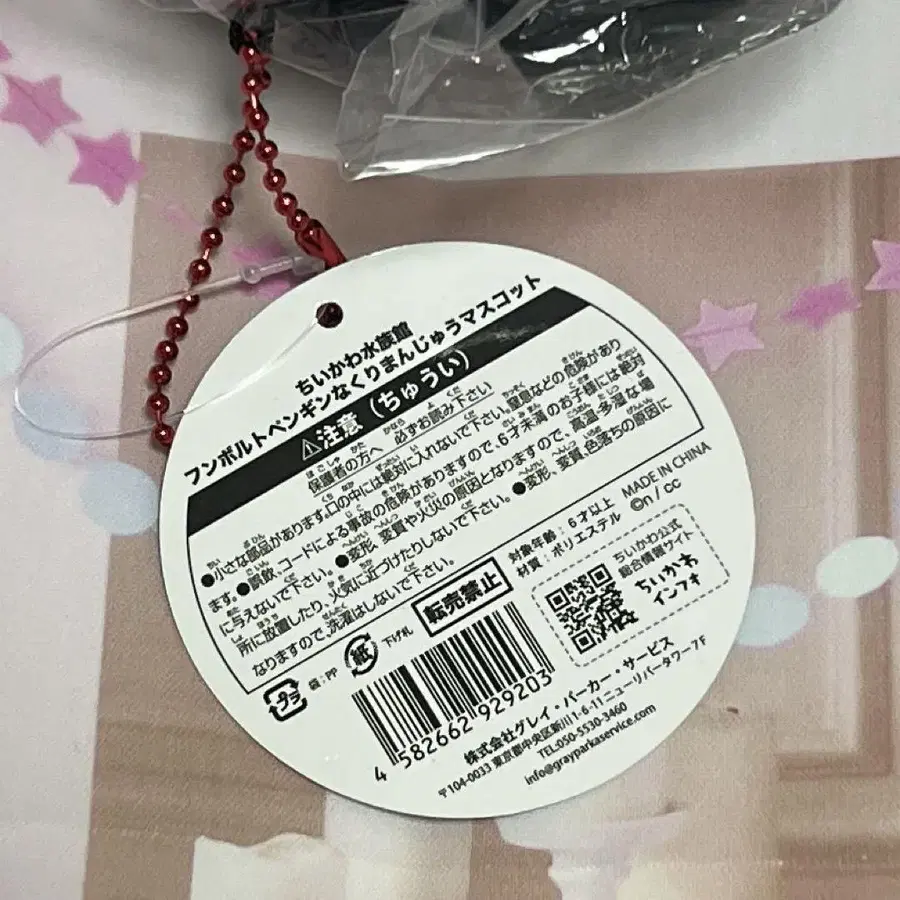 ちいかわ水族館
フンボルトペンギンなくりまんじゅうマスコット
⚠注意(ちゅうい)
保護者の方へ 必ずお読み下さい
●小さな部品があります。口の中には絶対に入れないで下さい。窒息などの危険があり
ます。●誤飲、コードによる事故の危険がありますので、6才未満のお子様には絶対
に与えないで下さい。●変形、変質や火災の原因となりますので、高温・多湿な場
所に放置したり、火気に近づけたりしないで下さい。●変形、変質、色落ちの原因に
なりますので、洗濯はしないで下さい。
対象年齢:6才以上
材質:ポリエステル
MADE IN CHINA
©n / cc
プラ
袋:PP
紙
下げ札
転売禁止
ちいかわ公式
総合情報サイト
ちいかわ
インフォ
4 582662 929203
株式会社グレイ・パーカー・サービス
〒104-0033 東京都中央区新川1-6-11 ニューリバータワー7F
TEL:050-5530-3460
info@grayparkaservice.com